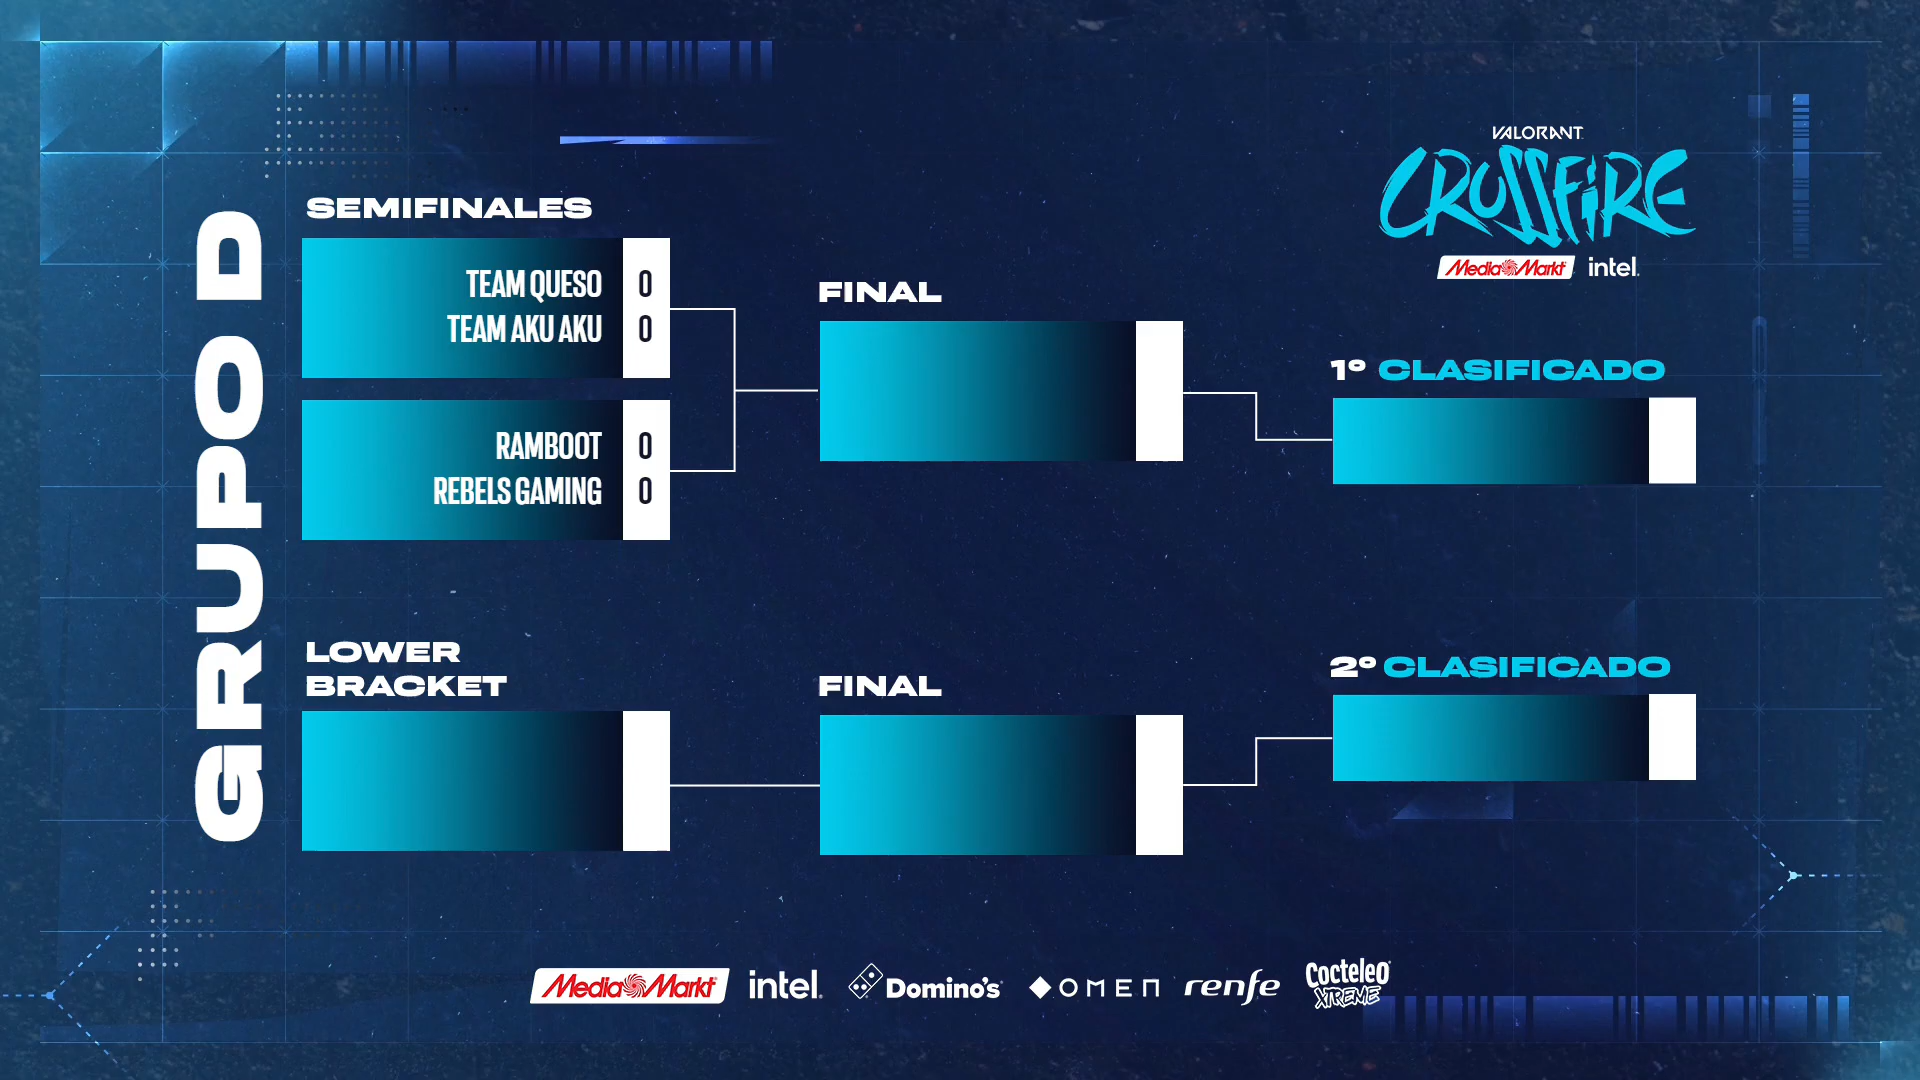 GRUPO D
SEMIFINALES
TEAM QUESO 0
TEAM AKU AKU 0
RAMBOOT 0
REBELS GAMING 0
FINAL
VALORANT
CROSSFIRE
MediaMarkt intel.
1º CLASIFICADO
LOWER
BRACKET
FINAL
2º CLASIFICADO
MediaMarkt intel. Domino's OMEN renfe Cocteleo
XTREME